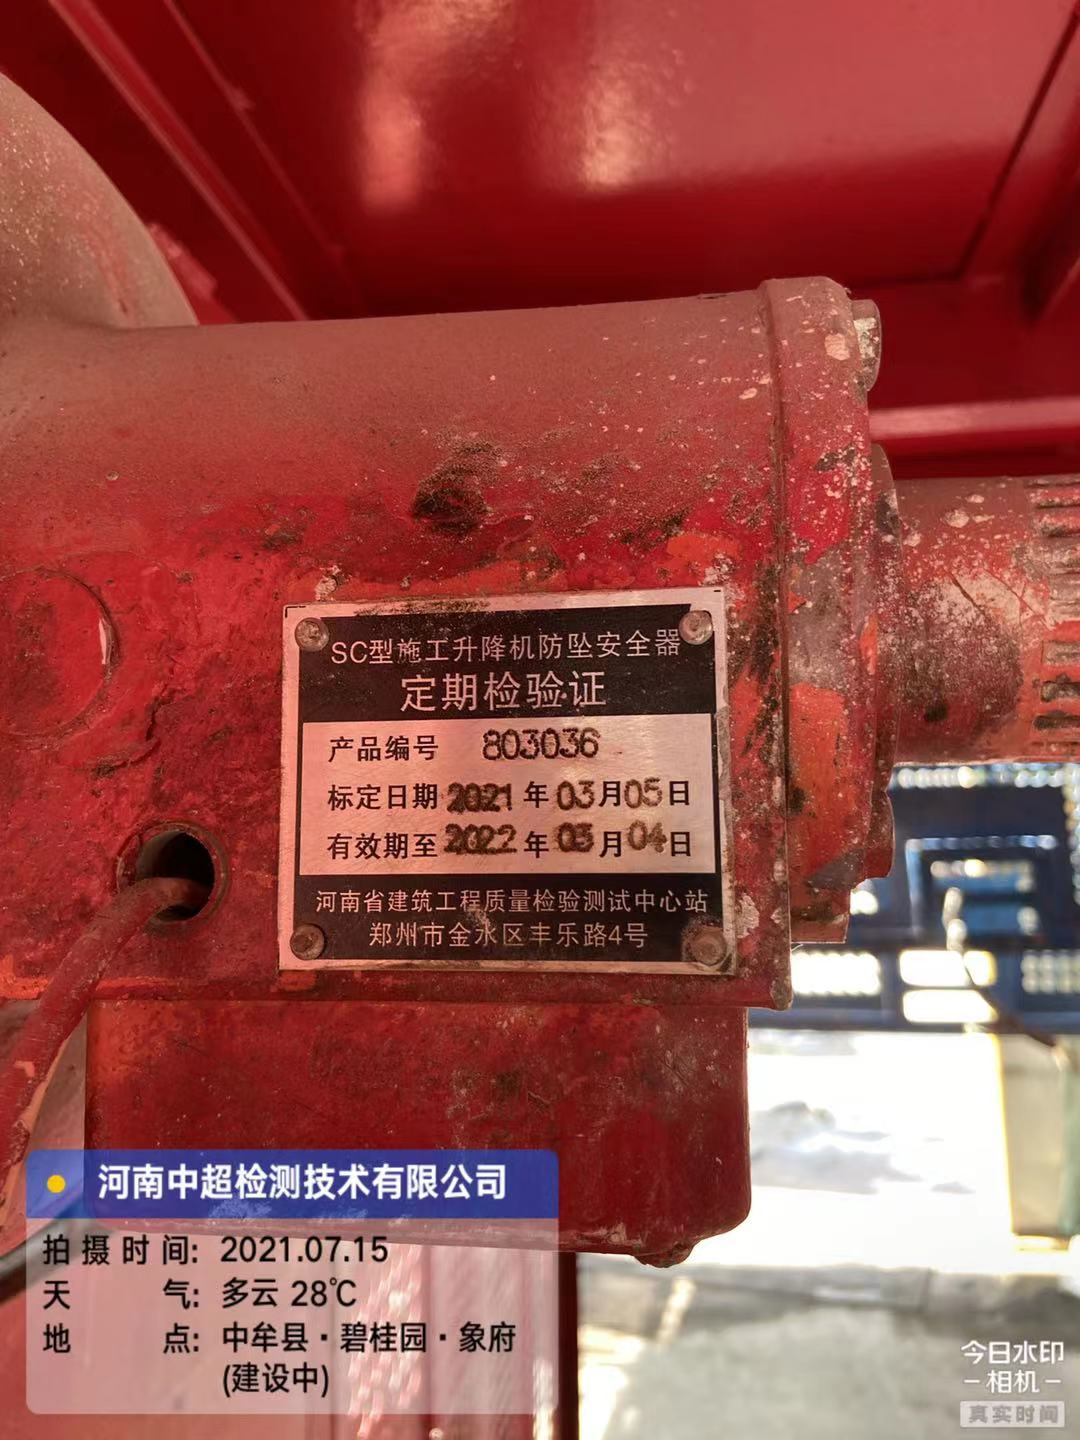 SC型施工升降机防坠安全器
定期检验证
产品编号 803036
标定日期 2021 年 03 月 05 日
有效期至 2022 年 03 月 04 日
河南省建筑工程质量检验测试中心站
郑州市金水区丰乐路4号
河南中超检测技术有限公司
拍摄时间: 2021.07.15
天气: 多云 28℃
地点: 中牟县·碧桂园·象府
(建设中)
今日水印
-相机-
真实时间